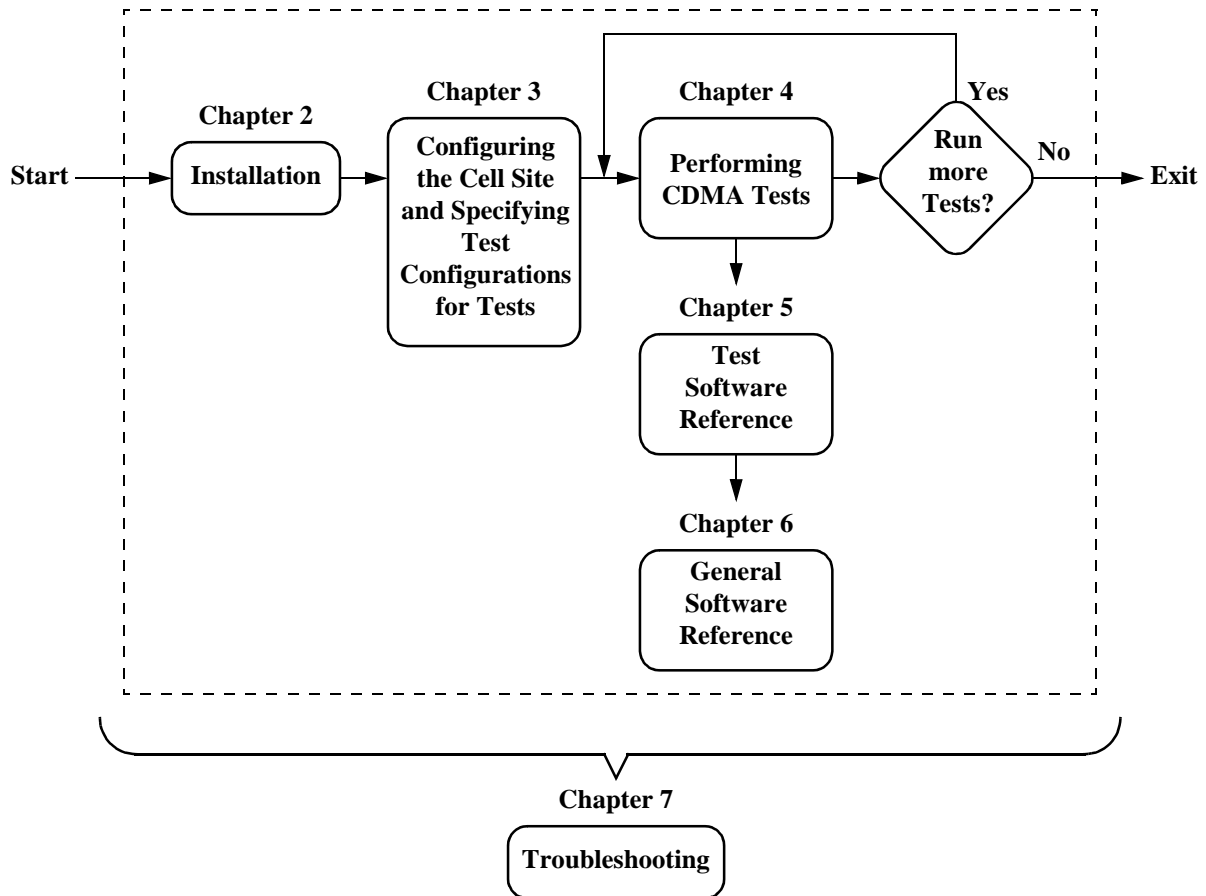 Start
Chapter 2
Installation
Chapter 3
Configuring
the Cell Site
and Specifying
Test
Configurations
for Tests
Chapter 4
Performing
CDMA Tests
Run
more
Tests?
Yes
No
Exit
Chapter 5
Test
Software
Reference
Chapter 6
General
Software
Reference
Chapter 7
Troubleshooting